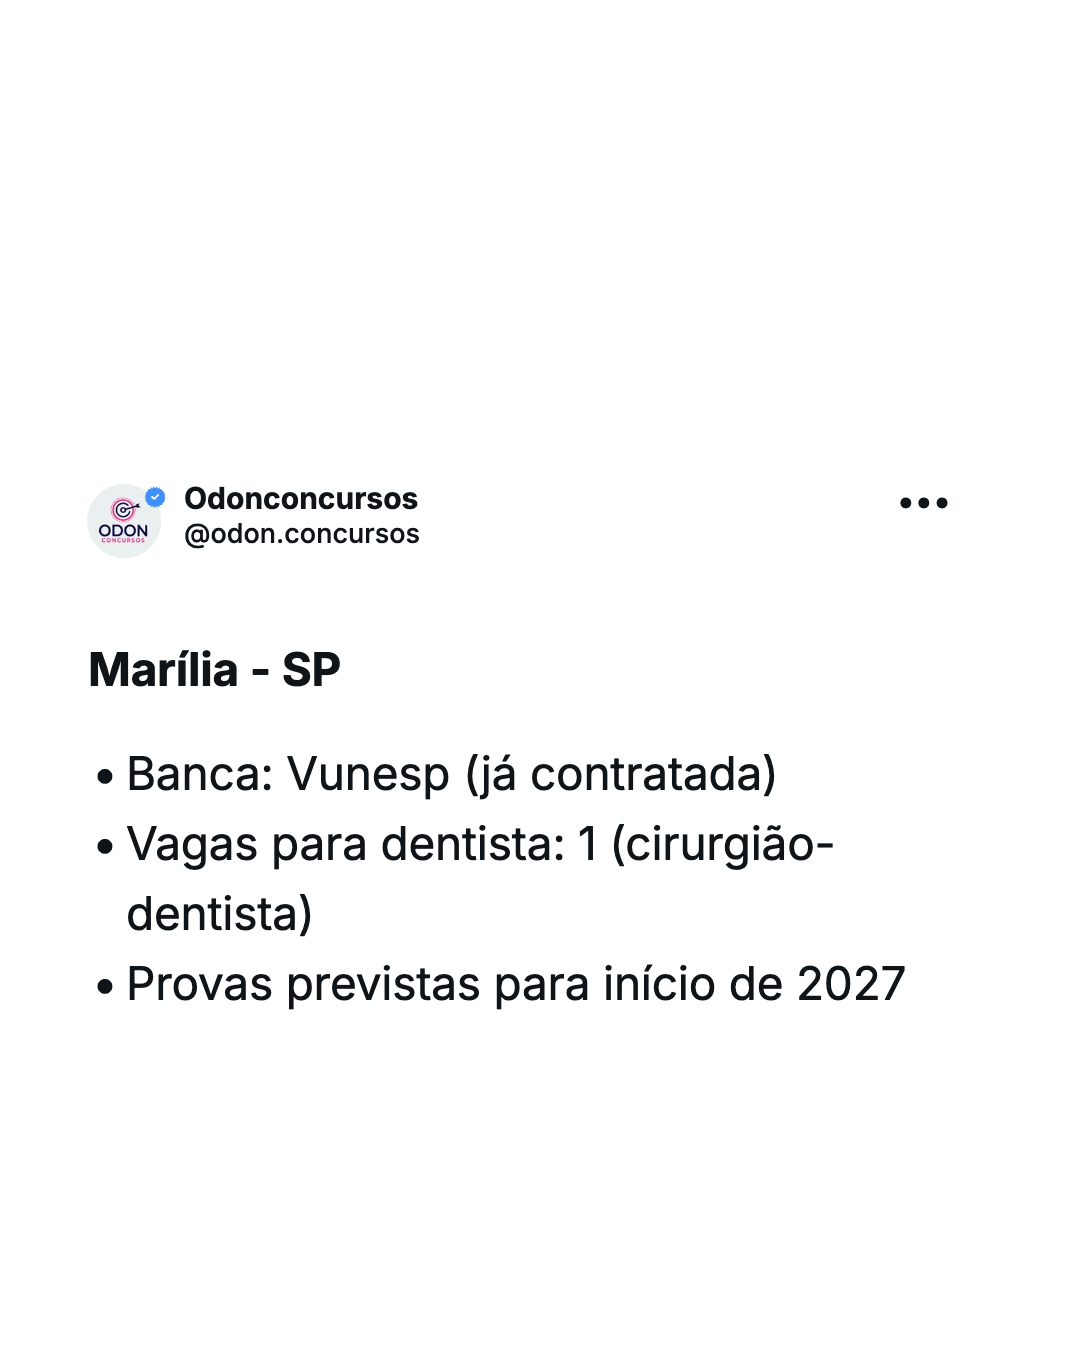 ODON
CONCURSOS
Odonconcursos
@odon.concursos
Marília - SP
• Banca: Vunesp (já contratada)
• Vagas para dentista: 1 (cirurgião-
dentista)
• Provas previstas para início de 2027